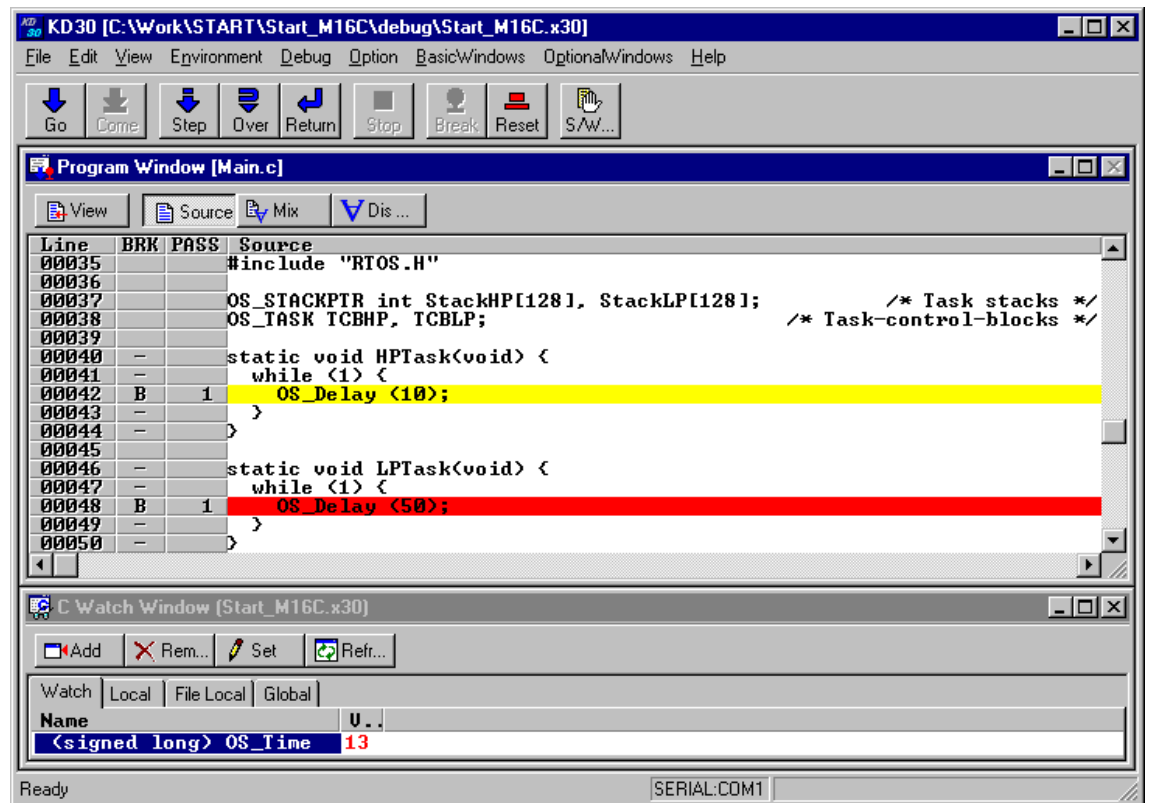 KD30 [C:\Work\START\Start_M16C\debug\Start_M16C.x30]
File Edit View Environment Debug Option BasicWindows OptionalWindows Help
Go Come Step Over Return Stop Break Reset S/W...
Program Window [Main.c]
View Source Mix Dis ...
Line BRK PASS Source
00035 #include "RTOS.H"
00036
00037 OS_STACKPTR int StackHP[128], StackLP[128]; /* Task stacks */
00038 OS_TASK TCBHP, TCBLP; /* Task-control-blocks */
00039
00040 - static void HPTask(void) {
00041 - while (1) {
00042 B 1 OS_Delay (10);
00043 - }
00044 - }
00045
00046 - static void LPTask(void) {
00047 - while (1) {
00048 B 1 OS_Delay (50);
00049 - }
00050 - }
C Watch Window (Start_M16C.x30)
Add Rem... Set Refr...
Watch Local File Local Global
Name V..
(signed long) OS_Time 13
Ready SERIAL:COM1